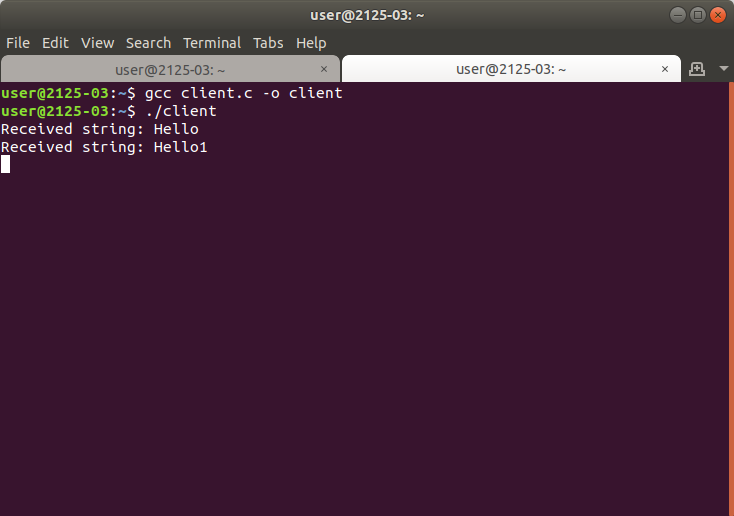 user@2125-03: ~
File Edit View Search Terminal Tabs Help
user@2125-03: ~ × user@2125-03: ~ ×
user@2125-03:~$ gcc client.c -o client
user@2125-03:~$ ./client
Received string: Hello
Received string: Hello1